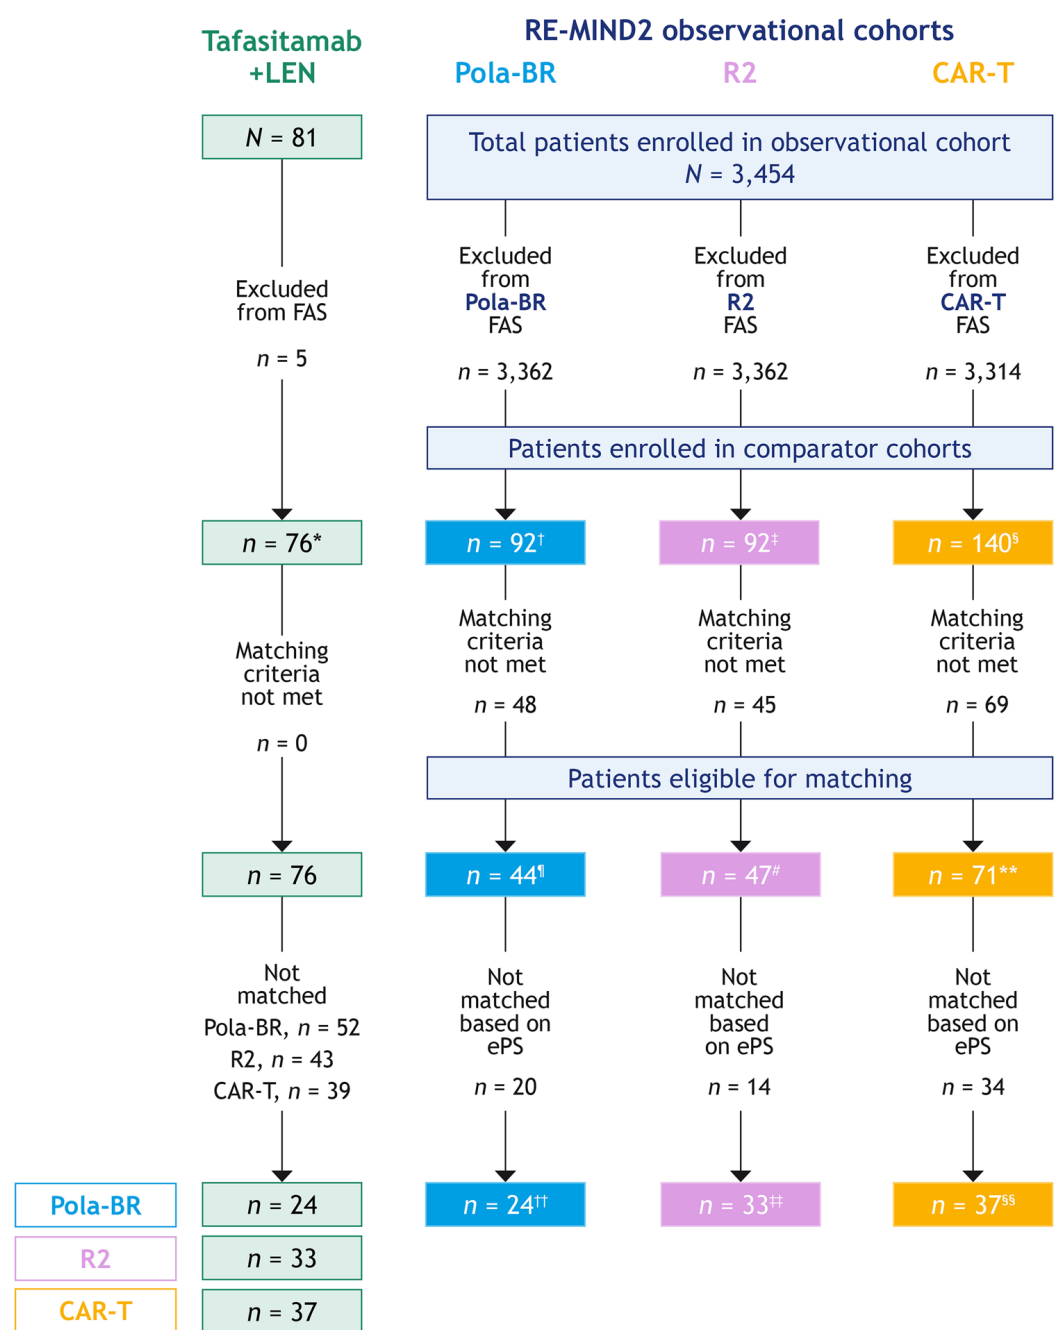 Tafasitamab
+LEN
RE-MIND2 observational cohorts
Pola-BR
R2
CAR-T
N = 81
Total patients enrolled in observational cohort
N = 3,454
Excluded
from FAS
n = 5
Excluded
from
Pola-BR
FAS
n = 3,362
Excluded
from
R2
FAS
n = 3,362
Excluded
from
CAR-T
FAS
n = 3,314
Patients enrolled in comparator cohorts
n = 76*
n = 92†
n = 92‡
n = 140§
Matching
criteria
not met
n = 0
Matching
criteria
not met
n = 48
Matching
criteria
not met
n = 45
Matching
criteria
not met
n = 69
Patients eligible for matching
n = 76
n = 44¶
n = 47#
n = 71**
Not
matched
Pola-BR, n = 52
R2, n = 43
CAR-T, n = 39
Not
matched
based on
ePS
n = 20
Not
matched
based
on ePS
n = 14
Not
matched
based on
ePS
n = 34
Pola-BR
n = 24
n = 24††
n = 33‡‡
n = 37§§
R2
n = 33
CAR-T
n = 37